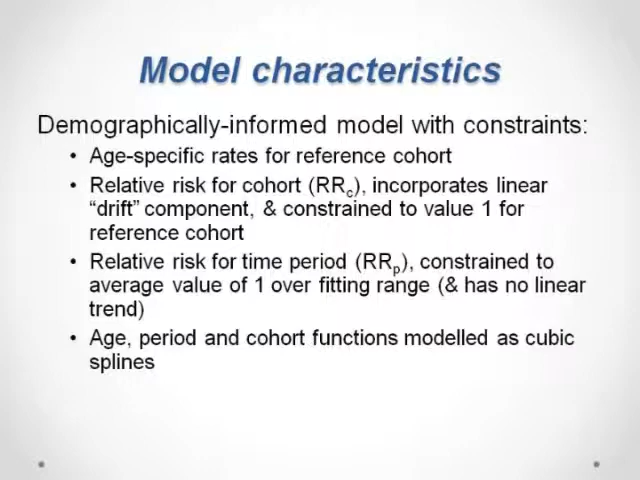 Model characteristics
Demographically-informed model with constraints:
• Age-specific rates for reference cohort
• Relative risk for cohort (RRc), incorporates linear
“drift” component, & constrained to value 1 for
reference cohort
• Relative risk for time period (RRp), constrained to
average value of 1 over fitting range (& has no linear
trend)
• Age, period and cohort functions modelled as cubic
splines